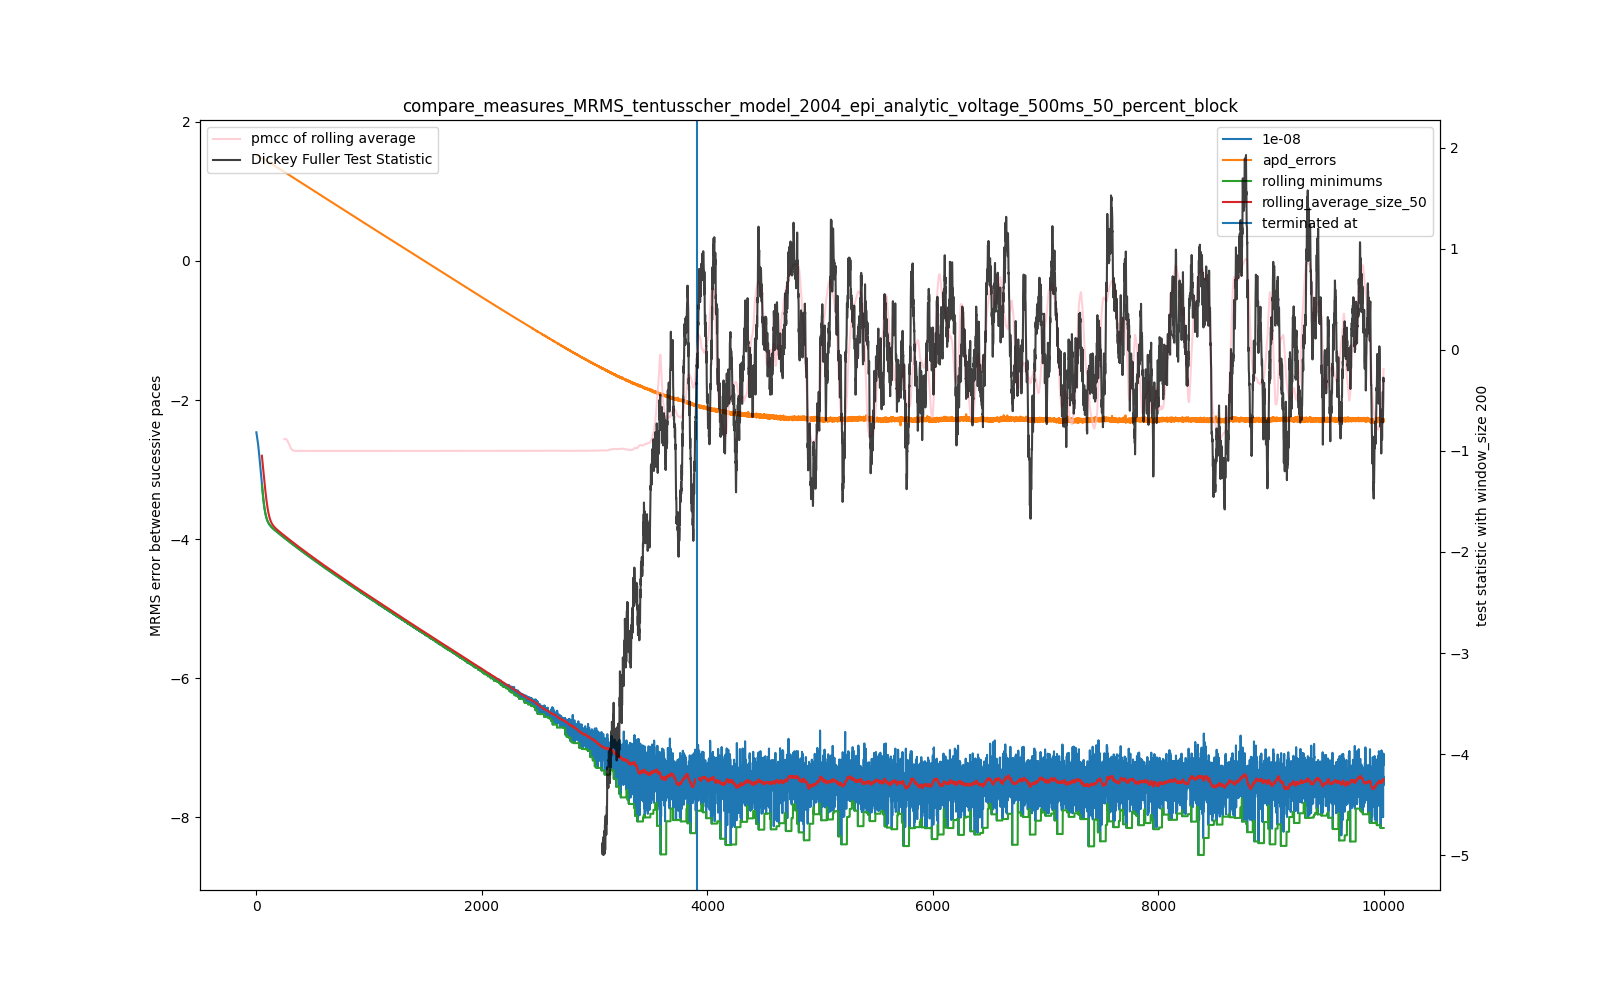 compare_measures_MRMS_tentusscher_model_2004_epi_analytic_voltage_500ms_50_percent_block
pmcc of rolling average
Dickey Fuller Test Statistic
1e-08
apd_errors
rolling minimums
rolling_average_size_50
terminated at
MRMS error between sucessive paces
2
0
−2
−4
−6
−8
2
1
0
−1
−2
−3
−4
−5
test statistic with window_size 200
0
2000
4000
6000
8000
10000